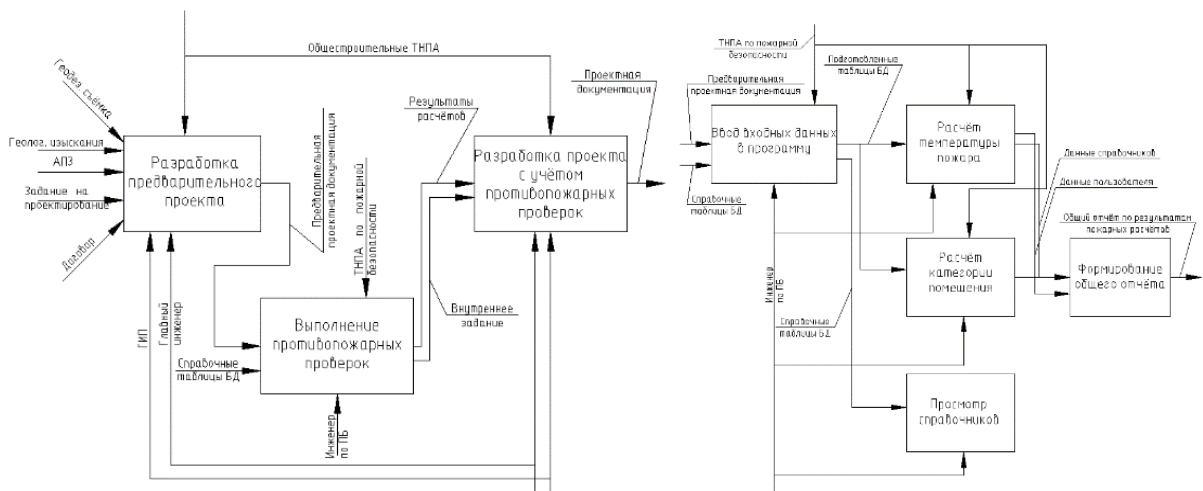 Общестроительные ТНПА
Геодез. съёмка
Геолог. изыскания
АПЗ
Задание на
проектирование
Договор
Разработка
предварительного
проекта
Предварительная
проектная документация
Результаты
расчётов
Проектная
документация
Разработка проекта
с учётом
противопожарных
проверок
ТНПА по пожарной
безопасности
Внутреннее
задание
ГИП
Главный
инженер
Выполнение
противопожарных
проверок
Справочные
таблицы БД
Инженер
по ПБ
ТНПА по пожарной
безопасности
Подготовленные
таблицы БД
Предварительная
проектная документация
Ввод входных данных
в программу
Справочные
таблицы БД
Расчёт
температуры
пожара
Данные справочников
Данные пользователя
Общий отчёт по результатам
пожарных расчётов
Расчёт
категории
помещения
Формирование
общего отчёта
Инженер
по ПБ
Справочные
таблицы БД
Просмотр
справочников